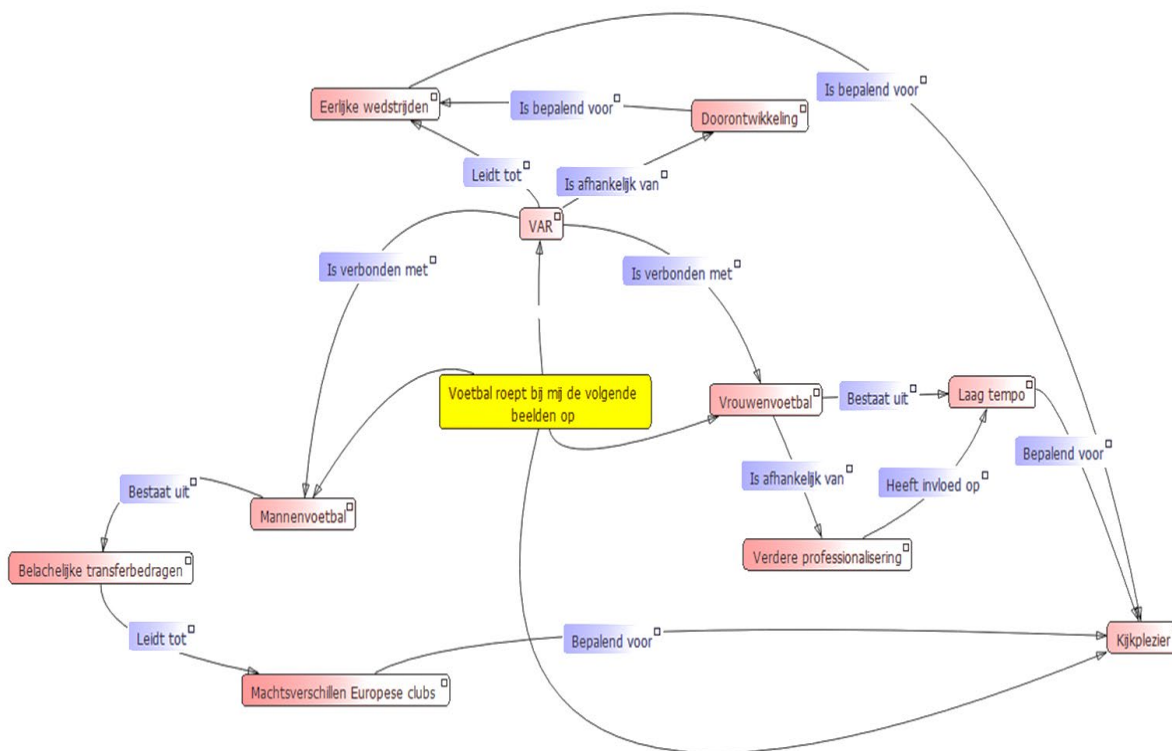 Is bepalend voor
Eerlijke wedstrijden
Is bepalend voor
Doorontwikkeling
Leidt tot
Is afhankelijk van
VAR
Is verbonden met
Is verbonden met
Voetbal roept bij mij de volgende
beelden op
Vrouwenvoetbal
Bestaat uit
Laag tempo
Bepalend voor
Is afhankelijk van
Heeft invloed op
Bestaat uit
Mannenvoetbal
Verdere professionalisering
Belachelijke transferbedragen
Leidt tot
Bepalend voor
Kijkplezier
Machtsverschillen Europese clubs